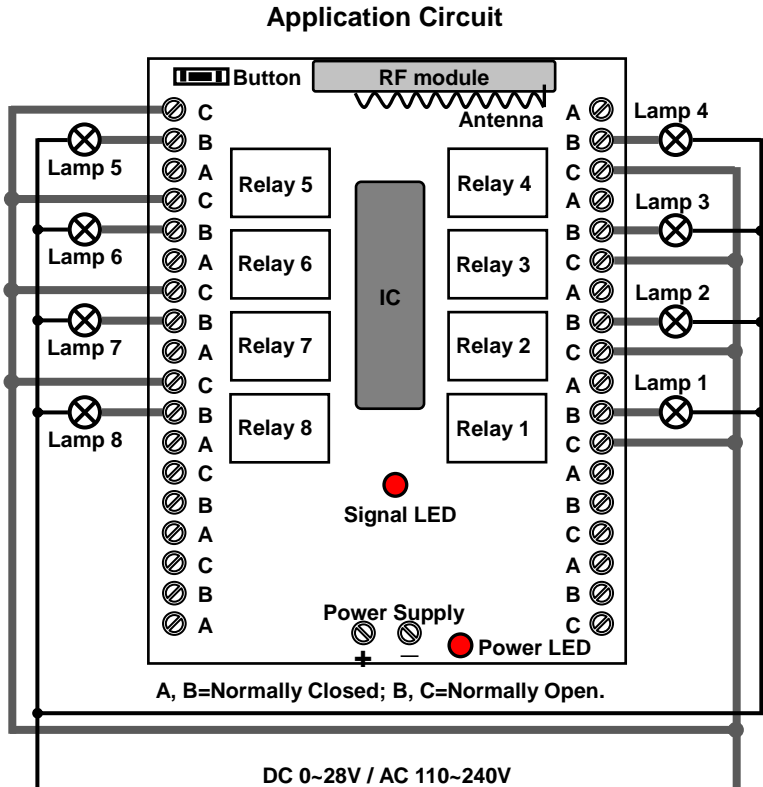 Application Circuit
Button
RF module
Antenna
C
B
A
C
B
A
C
B
A
C
B
A
C
B
A
C
B
A
Lamp 5
Lamp 6
Lamp 7
Lamp 8
Relay 5
Relay 6
Relay 7
Relay 8
IC
Relay 4
Relay 3
Relay 2
Relay 1
A
B
C
A
B
C
A
B
C
A
B
C
A
B
C
A
B
C
Lamp 4
Lamp 3
Lamp 2
Lamp 1
Signal LED
Power Supply
+ —
Power LED
A, B=Normally Closed; B, C=Normally Open.
DC 0~28V / AC 110~240V